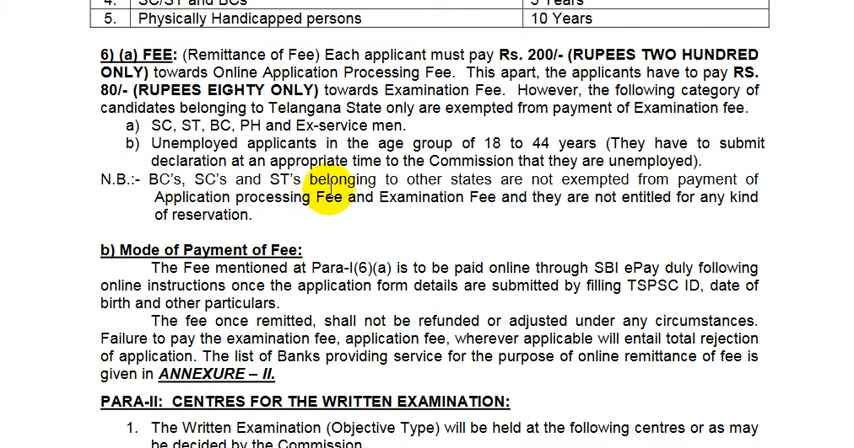 4. SC/ST and BCs 5 Years
5. Physically Handicapped persons 10 Years
6) (a) FEE: (Remittance of Fee) Each applicant must pay Rs. 200/- (RUPEES TWO HUNDRED
ONLY) towards Online Application Processing Fee. This apart, the applicants have to pay RS.
80/- (RUPEES EIGHTY ONLY) towards Examination Fee. However, the following category of
candidates belonging to Telangana State only are exempted from payment of Examination fee.
a) SC, ST, BC, PH and Ex-service men.
b) Unemployed applicants in the age group of 18 to 44 years (They have to submit
declaration at an appropriate time to the Commission that they are unemployed).
N.B.:- BC's, SC's and ST's belonging to other states are not exempted from payment of
Application processing Fee and Examination Fee and they are not entitled for any kind
of reservation.
b) Mode of Payment of Fee:
The Fee mentioned at Para-I(6)(a) is to be paid online through SBI ePay duly following
online instructions once the application form details are submitted by filling TSPSC ID, date of
birth and other particulars.
The fee once remitted, shall not be refunded or adjusted under any circumstances.
Failure to pay the examination fee, application fee, wherever applicable will entail total rejection
of application. The list of Banks providing service for the purpose of online remittance of fee is
given in ANNEXURE – II.
PARA-II: CENTRES FOR THE WRITTEN EXAMINATION:
1. The Written Examination (Objective Type) will be held at the following centres or as may
be decided by the Commission.